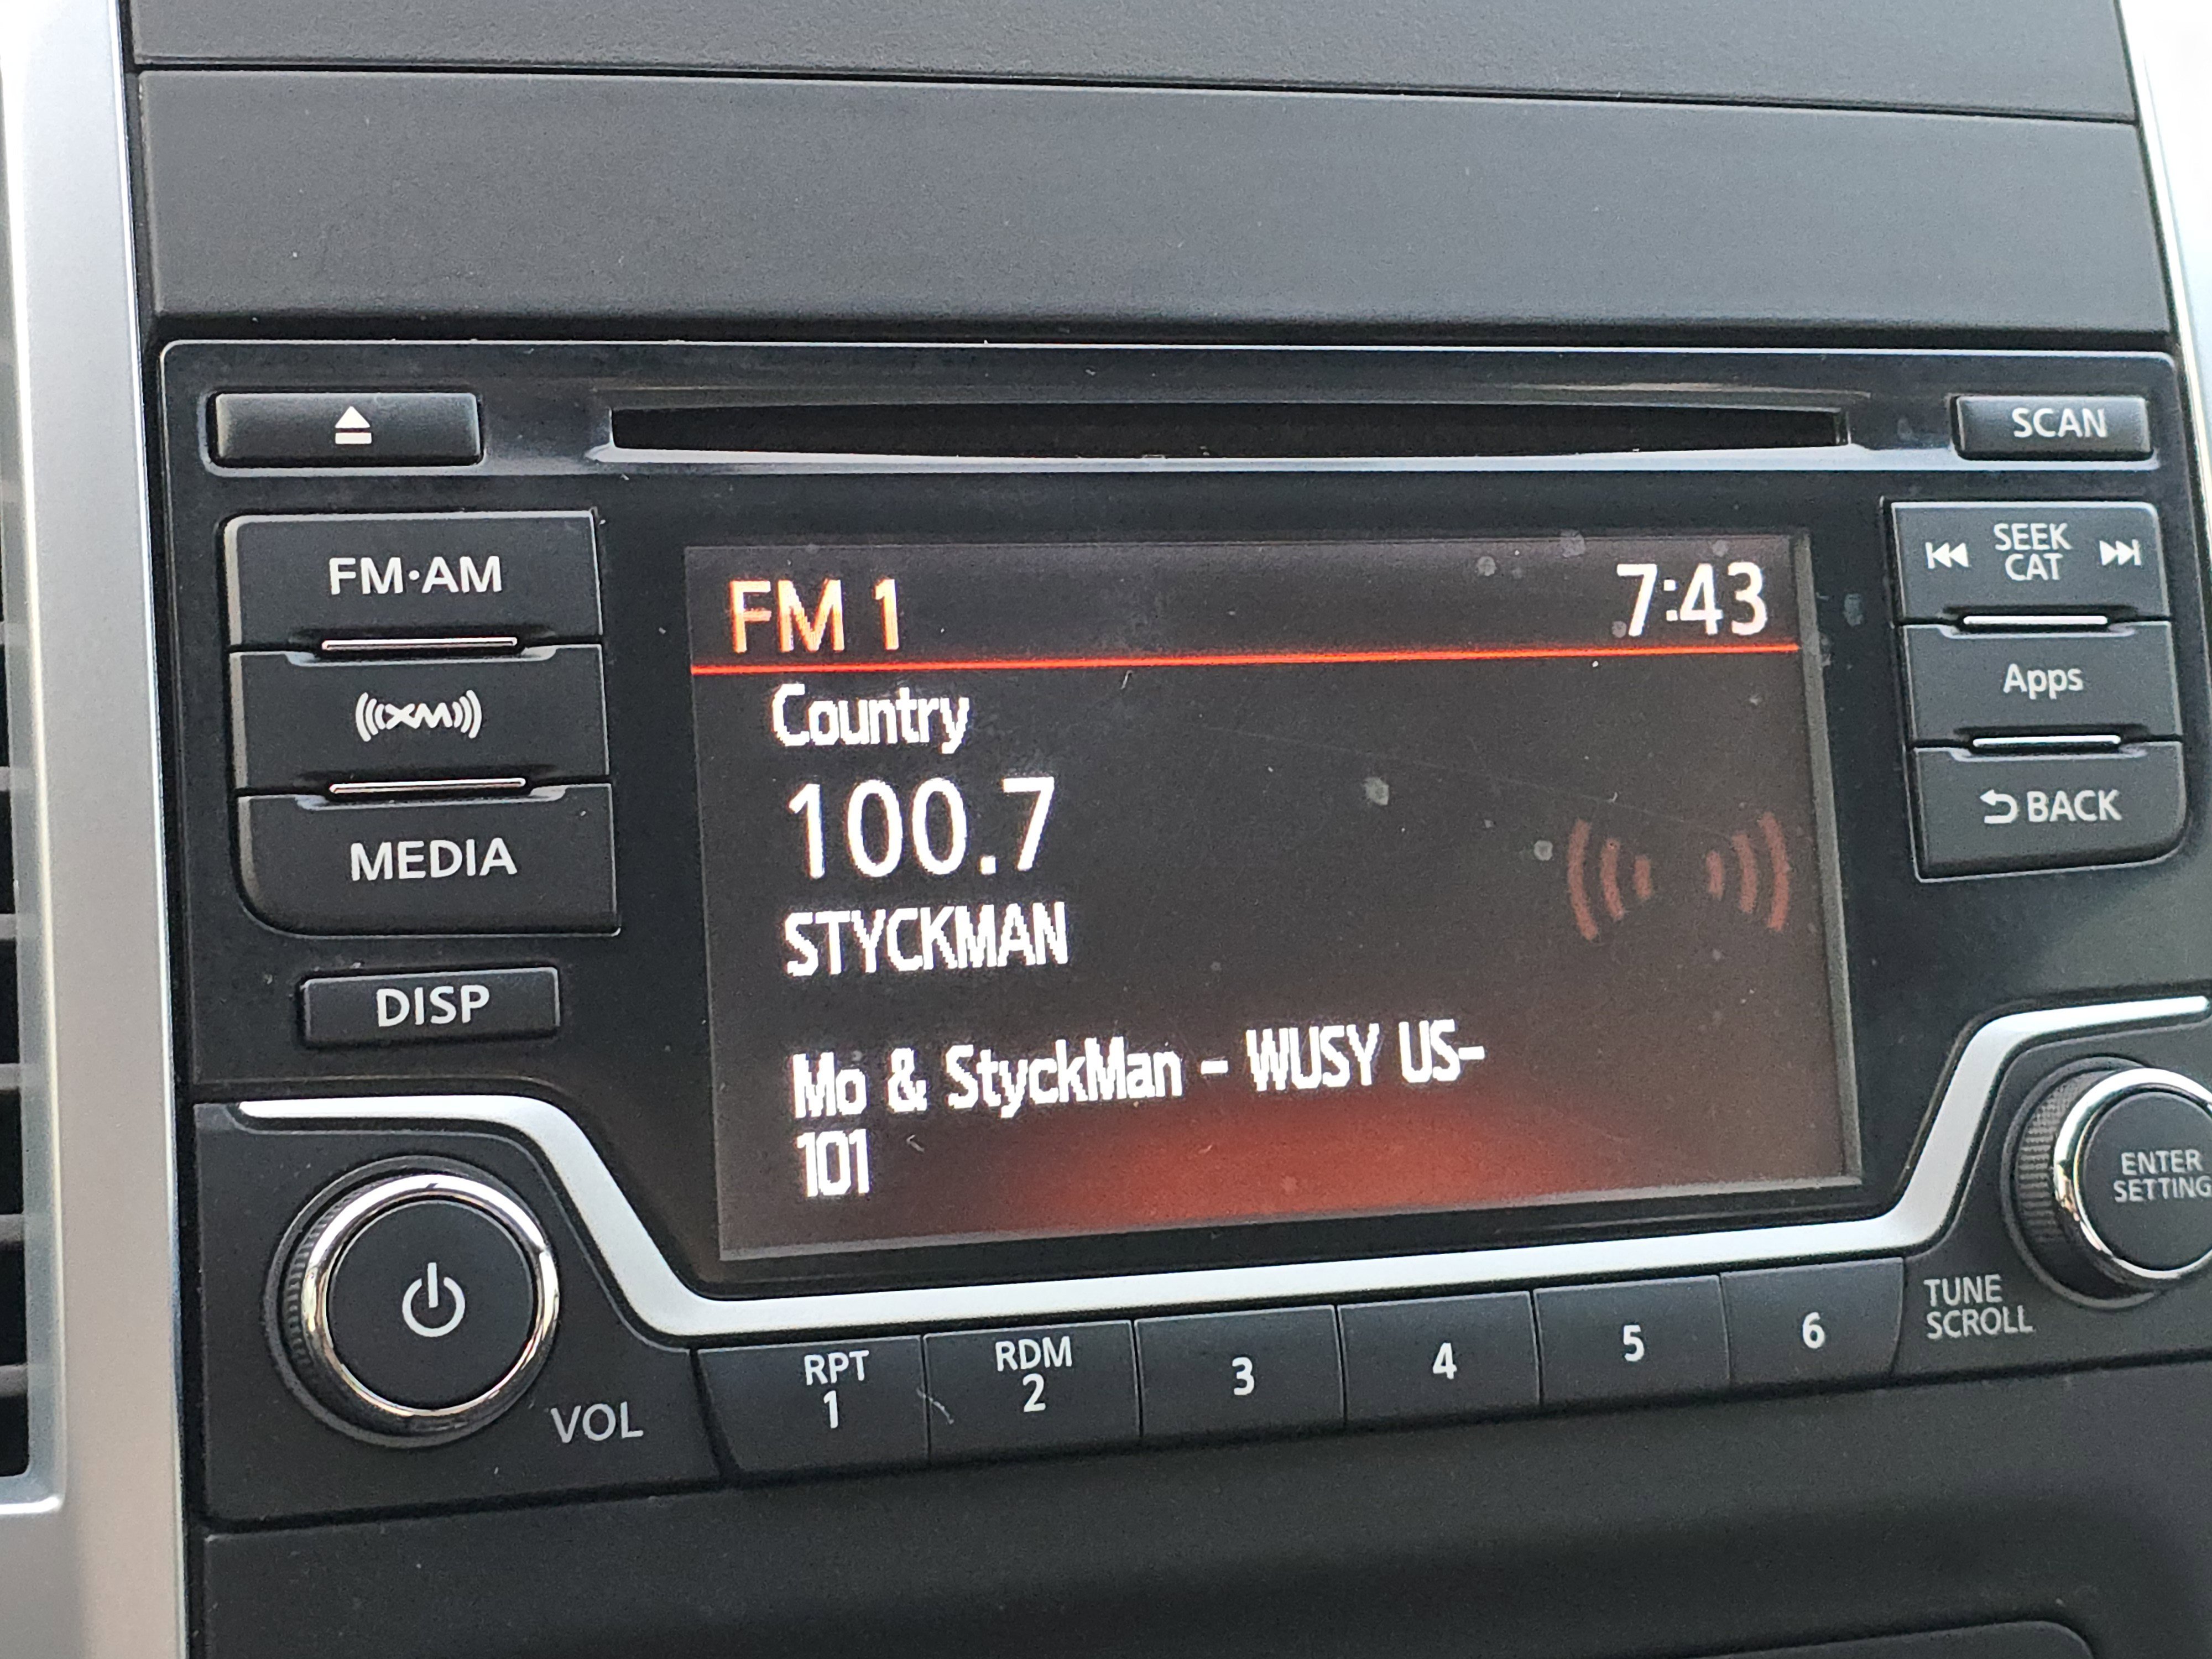 SCAN
FM·AM
SEEK
CAT
FM 1 7:43
Country
Apps
XM
100.7
BACK
MEDIA
STYCKMAN
DISP
Mo & StyckMan - WUSY US-
101
ENTER
SETTING
TUNE
SCROLL
VOL
RPT
1
RDM
2
3
4
5
6